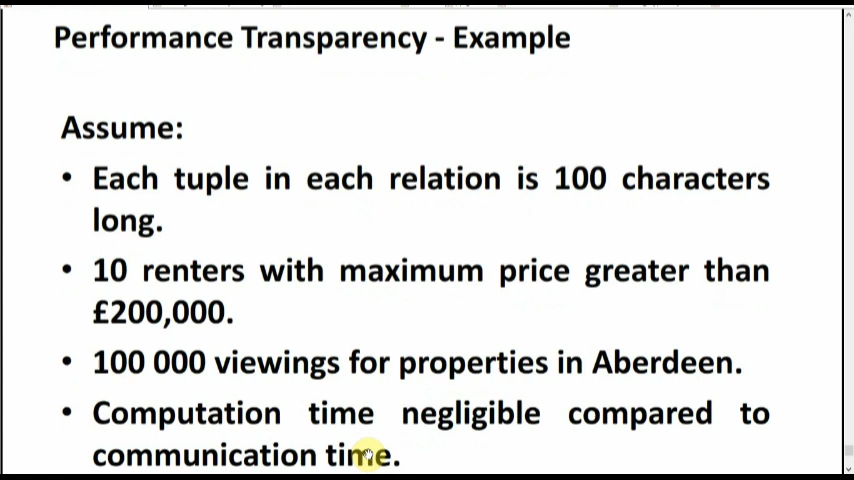 Performance Transparency - Example
Assume:
• Each tuple in each relation is 100 characters
long.
• 10 renters with maximum price greater than
£200,000.
• 100 000 viewings for properties in Aberdeen.
• Computation time negligible compared to
communication time.